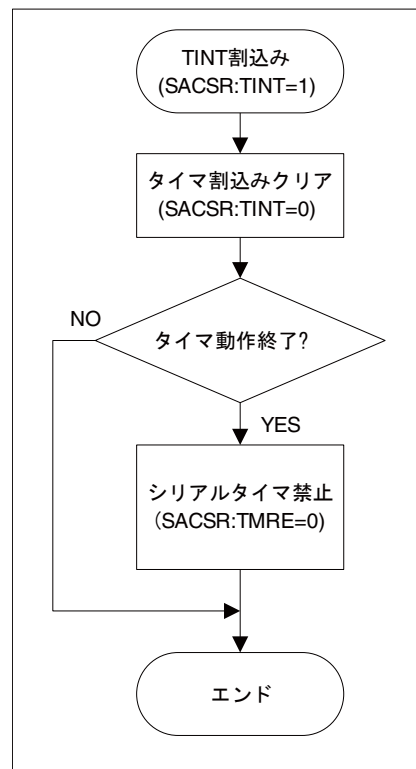 TINT割込み
(SACSR:TINT=1)
タイマ割込みクリア
(SACSR:TINT=0)
NO
タイマ動作終了?
YES
シリアルタイマ禁止
(SACSR:TMRE=0)
エンド